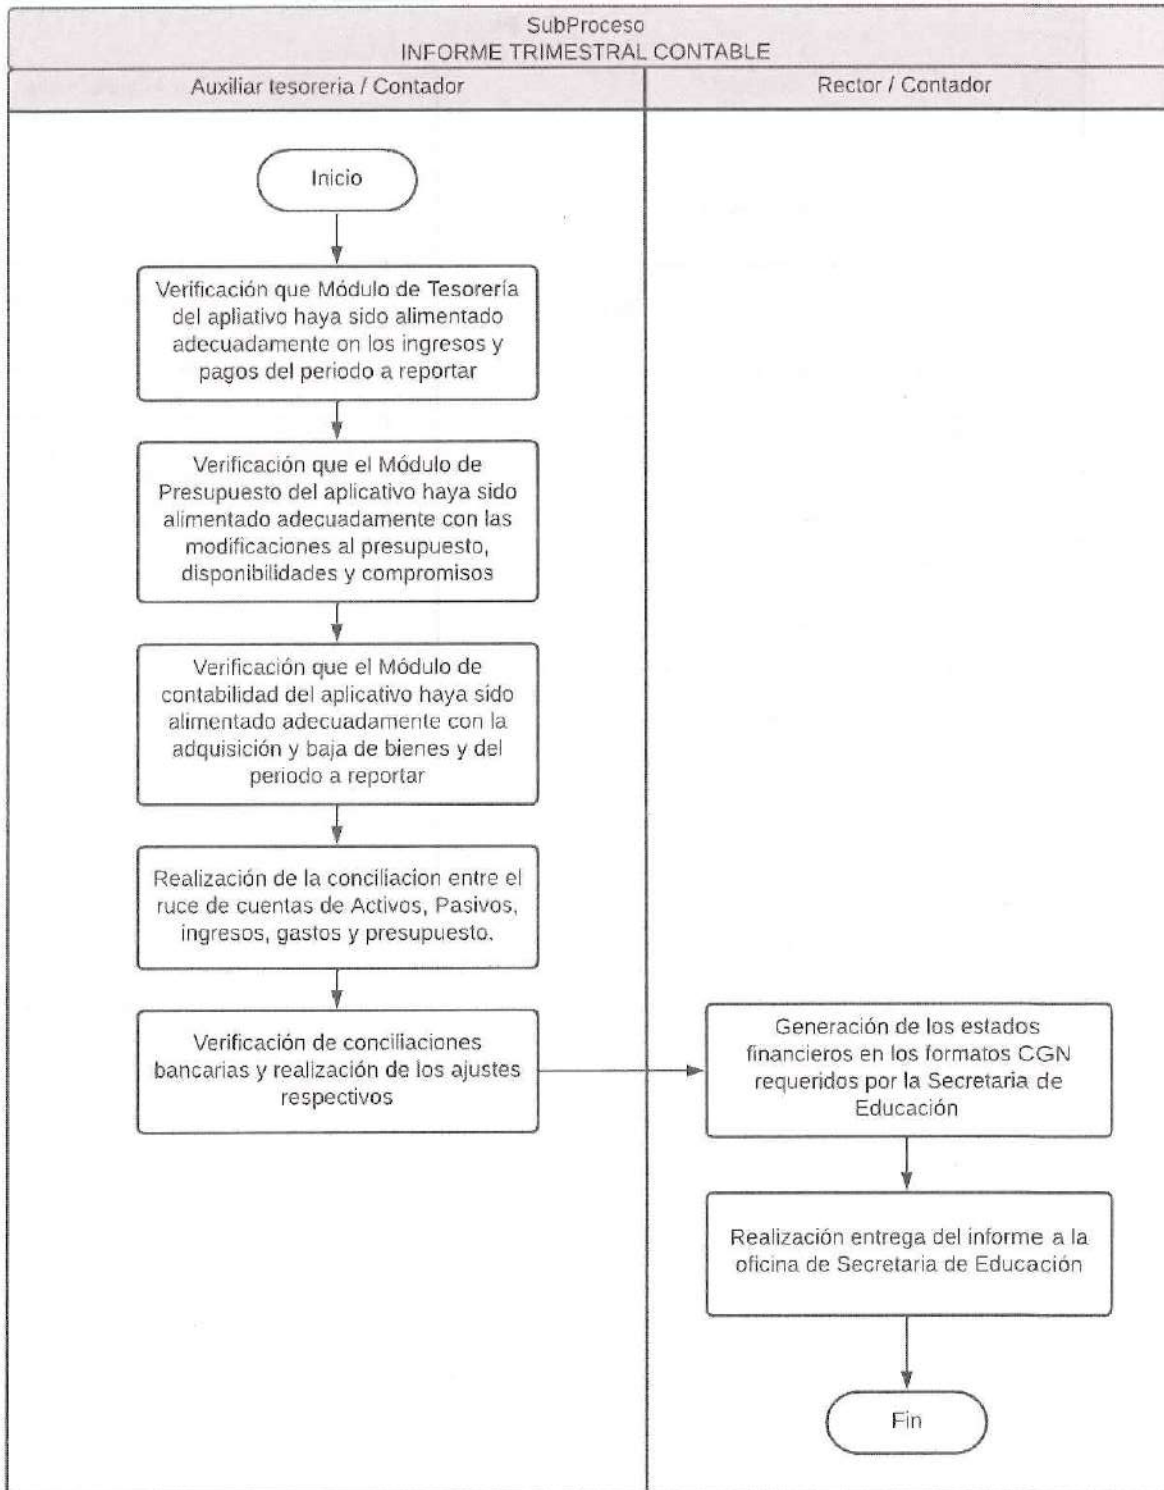 SubProceso
INFORME TRIMESTRAL CONTABLE
Auxiliar tesoreria / Contador
Rector / Contador
Inicio
Verificación que Módulo de Tesorería
del apliativo haya sido alimentado
adecuadamente on los ingresos y
pagos del periodo a reportar
Verificación que el Módulo de
Presupuesto del aplicativo haya sido
alimentado adecuadamente con las
modificaciones al presupuesto,
disponibilidades y compromisos
Verificación que el Módulo de
contabilidad del aplicativo haya sido
alimentado adecuadamente con la
adquisición y baja de bienes y del
periodo a reportar
Realización de la conciliacíon entre el
ruce de cuentas de Activos, Pasivos,
ingresos, gastos y presupuesto.
Verificación de conciliaciones
bancarias y realización de los ajustes
respectivos
Generación de los estados
financieros en los formatos CGN
requeridos por la Secretaria de
Educación
Realización entrega del informe a la
oficina de Secretaria de Educación
Fin